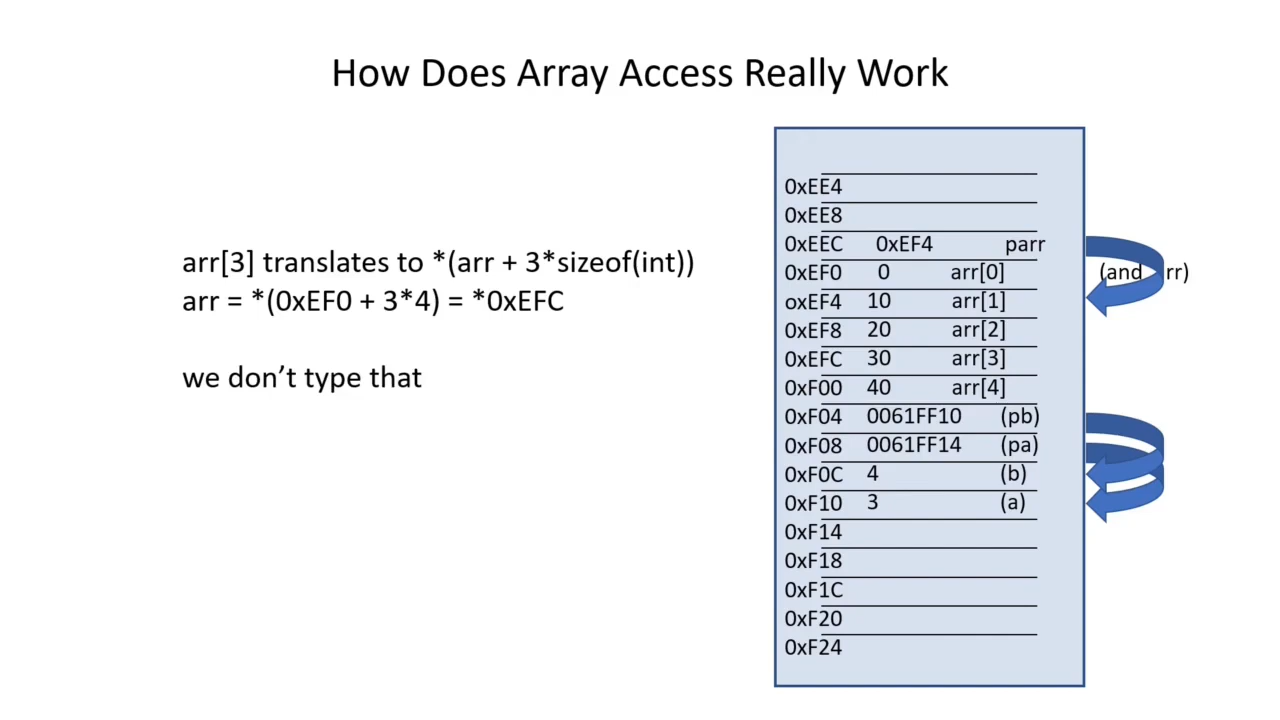 How Does Array Access Really Work
arr[3] translates to *(arr + 3*sizeof(int))
arr = *(0xEF0 + 3*4) = *0xEFC
we don’t type that
0xEE4
0xEE8
0xEEC 0xEF4 parr
0xEF0 0 arr[0] (and rr)
oxEF4 10 arr[1]
0xEF8 20 arr[2]
0xEFC 30 arr[3]
0xF00 40 arr[4]
0xF04 0061FF10 (pb)
0xF08 0061FF14 (pa)
0xF0C 4 (b)
0xF10 3 (a)
0xF14
0xF18
0xF1C
0xF20
0xF24